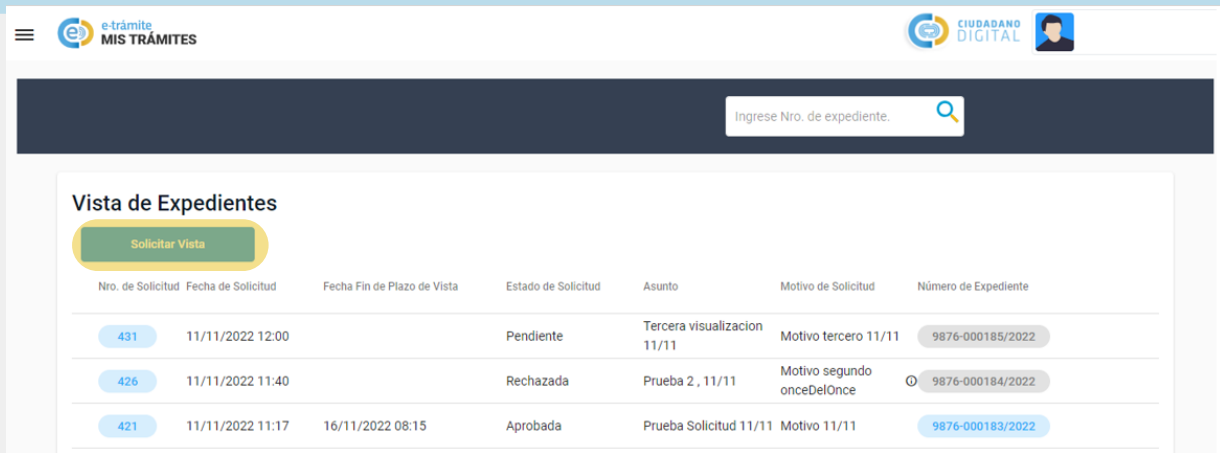 e-trámite
MIS TRÁMITES
CIUDADANO
DIGITAL
Ingrese Nro. de expediente.
Vista de Expedientes
Solicitar Vista
Nro. de Solicitud Fecha de Solicitud Fecha Fin de Plazo de Vista Estado de Solicitud Asunto Motivo de Solicitud Número de Expediente
431 11/11/2022 12:00 Pendiente Tercera visualizacion 11/11 Motivo tercero 11/11 9876-000185/2022
426 11/11/2022 11:40 Rechazada Prueba 2 , 11/11 Motivo segundo onceDelOnce 9876-000184/2022
421 11/11/2022 11:17 16/11/2022 08:15 Aprobada Prueba Solicitud 11/11 Motivo 11/11 9876-000183/2022